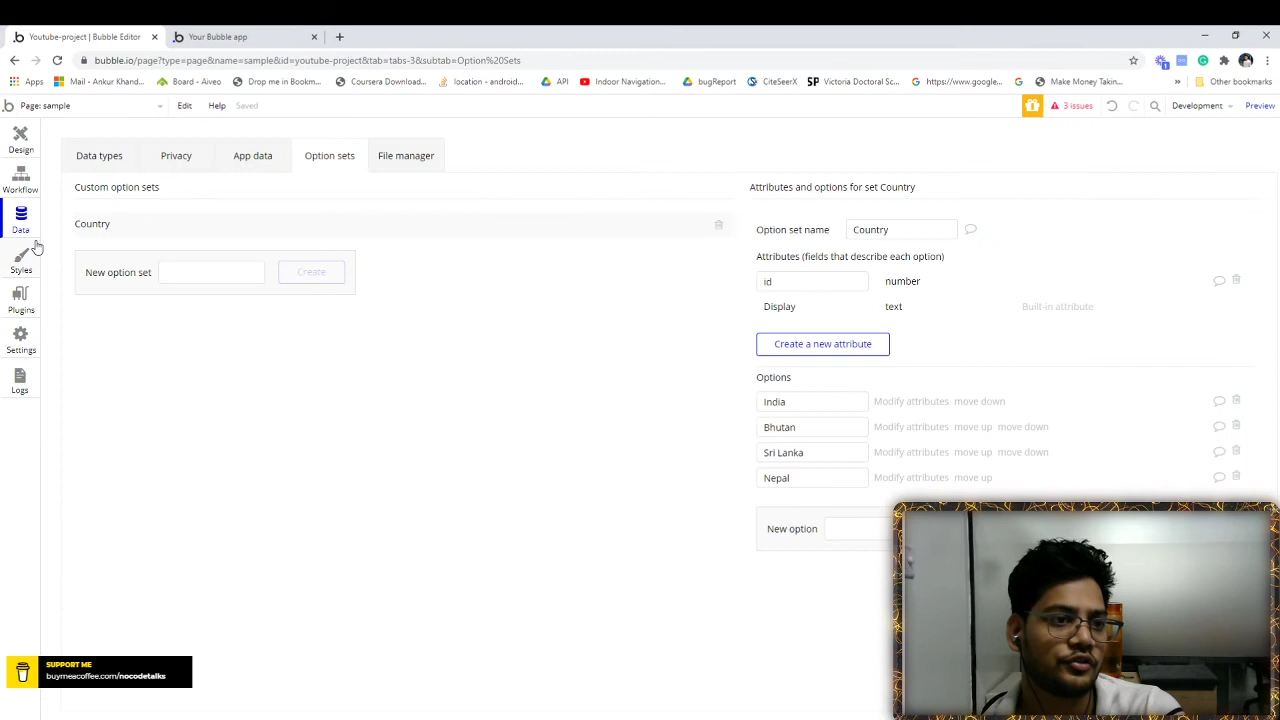 Youtube-project | Bubble Editor
Your Bubble app
bubble.io/page?type=page&name=sample&id=youtube-project&tab=tabs-3&subtab=Option%20Sets
Apps
Mail - Ankur Khand...
Board - Aiveo
Drop me in Bookm...
Coursera Download...
location - android...
API
Indoor Navigation...
bugReport
CiteSeerX
SP
Victoria Doctoral Sc...
https://www.google...
Make Money Takin...
»
Other bookmarks
Page: sample
Edit
Help
Saved
3 issues
Development
Preview
Design
Workflow
Data
Styles
Plugins
Settings
Logs
Data types
Privacy
App data
Option sets
File manager
Custom option sets
Country
New option set
Create
Attributes and options for set Country
Option set name
Country
Attributes (fields that describe each option)
id
number
Display
text
Built-in attribute
Create a new attribute
Options
India
Modify attributes
move down
Bhutan
Modify attributes
move up
move down
Sri Lanka
Modify attributes
move up
move down
Nepal
Modify attributes
move up
New option
SUPPORT ME
buymeacoffee.com/nocodetalks